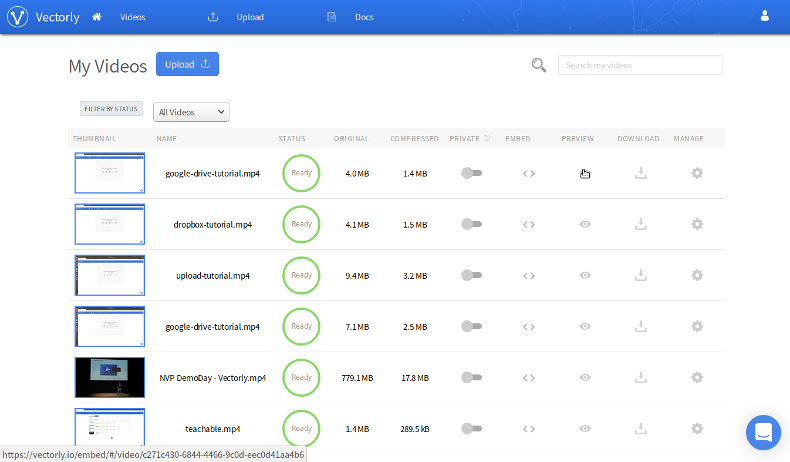 Vectorly Videos Upload Docs
My Videos Upload
Search my videos
FILTER BY STATUS All Videos
THUMBNAIL NAME STATUS ORIGINAL COMPRESSED PRIVATE EMBED PREVIEW DOWNLOAD MANAGE
google-drive-tutorial.mp4 Ready 4.0 MB 1.4 MB
dropbox-tutorial.mp4 Ready 4.1 MB 1.5 MB
upload-tutorial.mp4 Ready 9.4 MB 3.2 MB
google-drive-tutorial.mp4 Ready 7.1 MB 2.5 MB
NVP DemoDay - Vectorly.mp4 Ready 779.1 MB 17.8 MB
teachable.mp4 Ready 1.4 MB 289.5 kB
https://vectorly.io/embed/#/video/c271c430-6844-4466-9c0d-eec0d41aa4b6